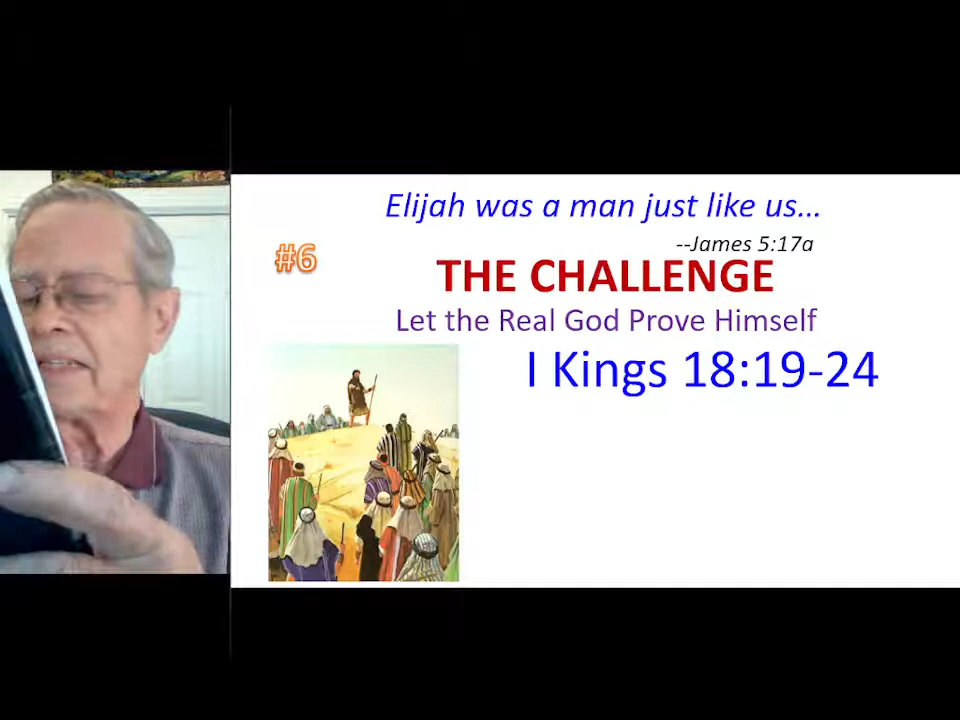 Elijah was a man just like us...
--James 5:17a
#6
THE CHALLENGE
Let the Real God Prove Himself
I Kings 18:19-24